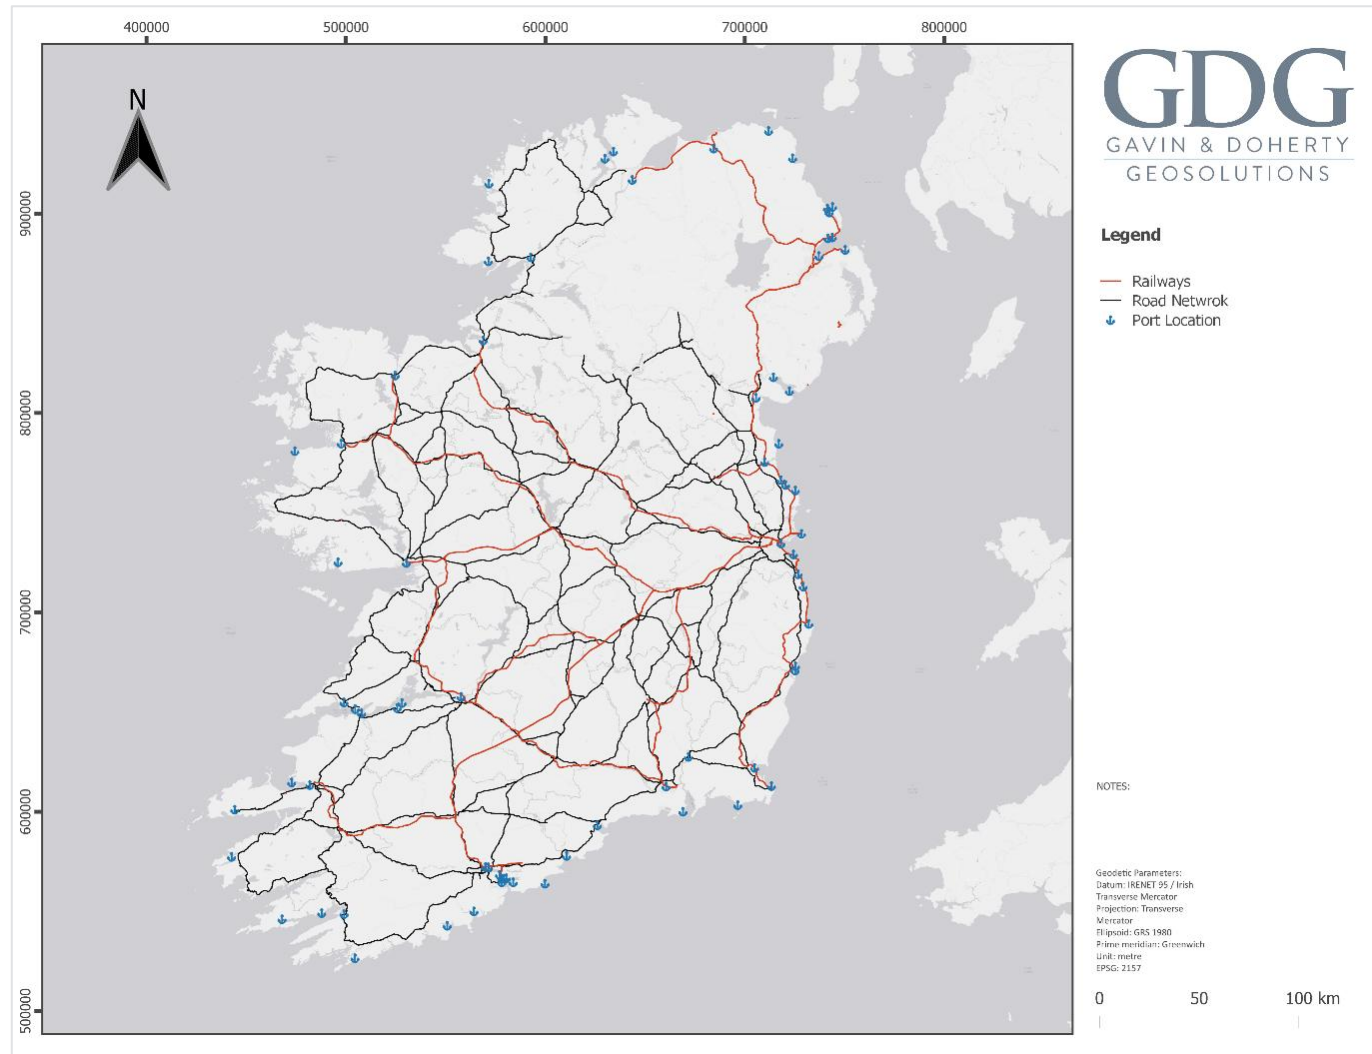 400000 500000 600000 700000 800000
N
900000
800000
700000
600000
500000
GDG
GAVIN & DOHERTY
GEOSOLUTIONS
Legend
Railways
Road Netwrok
Port Location
NOTES:
Geodetic Parameters:
Datum: IRENET 95 / Irish
Transverse Mercator
Projection: Transverse
Mercator
Ellipsoid: GRS 1980
Prime meridian: Greenwich
Unit: metre
EPSG: 2157
0 50 100 km